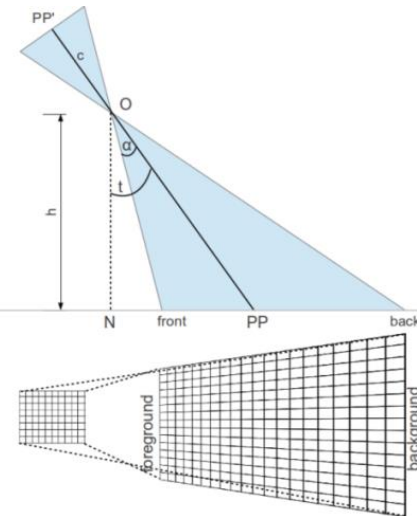 PP'
c
O
α
t
h
N front PP back
foreground
background